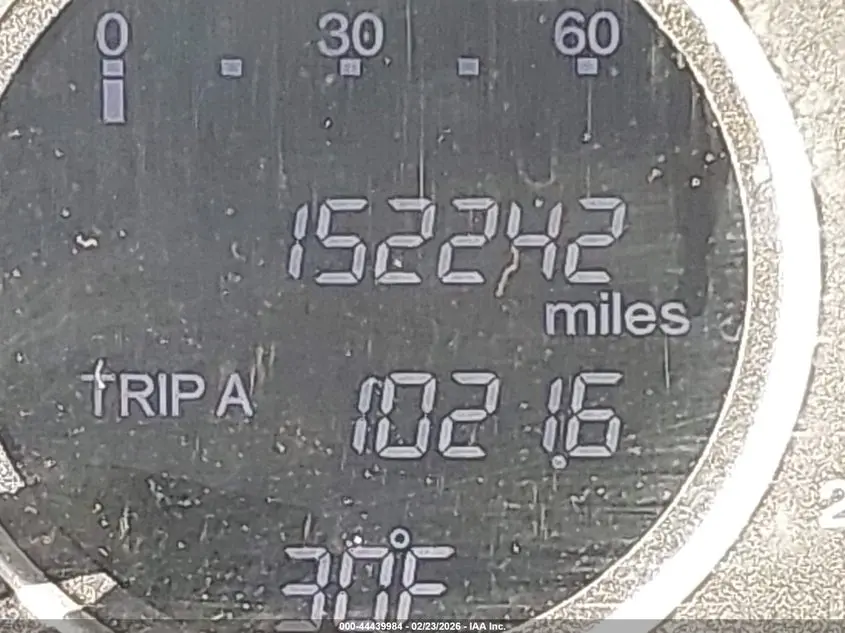 0 30 60
152242
miles
TRIP A 1021.6
30°F
000-44439984 - 02/23/2026 - IAA Inc.